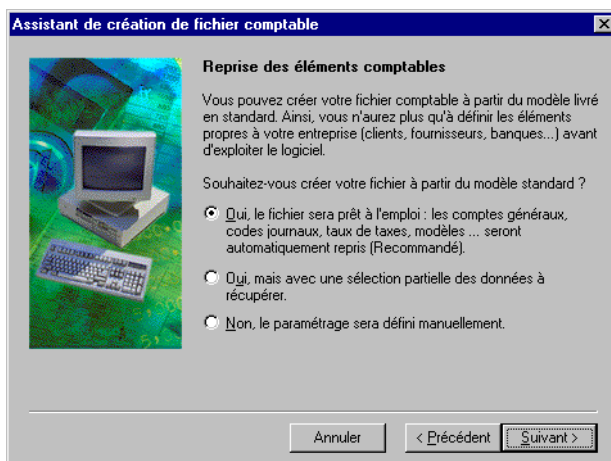 Assistant de création de fichier comptable
Reprise des éléments comptables
Vous pouvez créer votre fichier comptable à partir du modèle livré
en standard. Ainsi, vous n'aurez plus qu'à définir les éléments
propres à votre entreprise (clients, fournisseurs, banques...) avant
d'exploiter le logiciel.
Souhaitez-vous créer votre fichier à partir du modèle standard ?
Oui, le fichier sera prêt à l'emploi : les comptes généraux,
codes journaux, taux de taxes, modèles ... seront
automatiquement repris (Recommandé).
Oui, mais avec une sélection partielle des données à
récupérer.
Non, le paramétrage sera défini manuellement.
Annuler
< Précédent
Suivant >